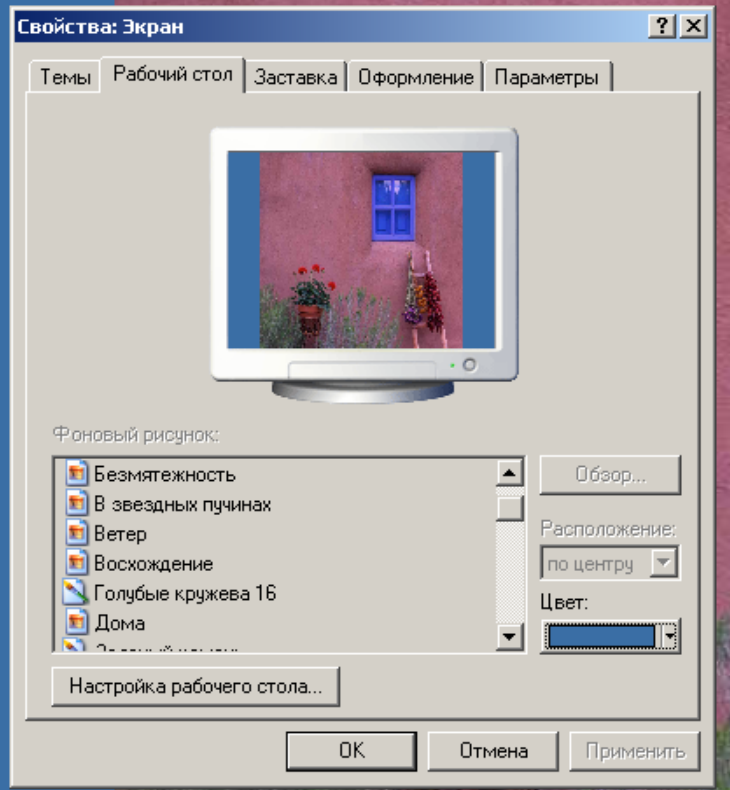 Свойства: Экран
Темы
Рабочий стол
Заставка
Оформление
Параметры
Фоновый рисунок:
Безмятежность
В звездных пучинах
Ветер
Восхождение
Голубые кружева 16
Дома
Обзор...
Расположение:
по центру
Цвет:
Настройка рабочего стола...
OK
Отмена
Применить